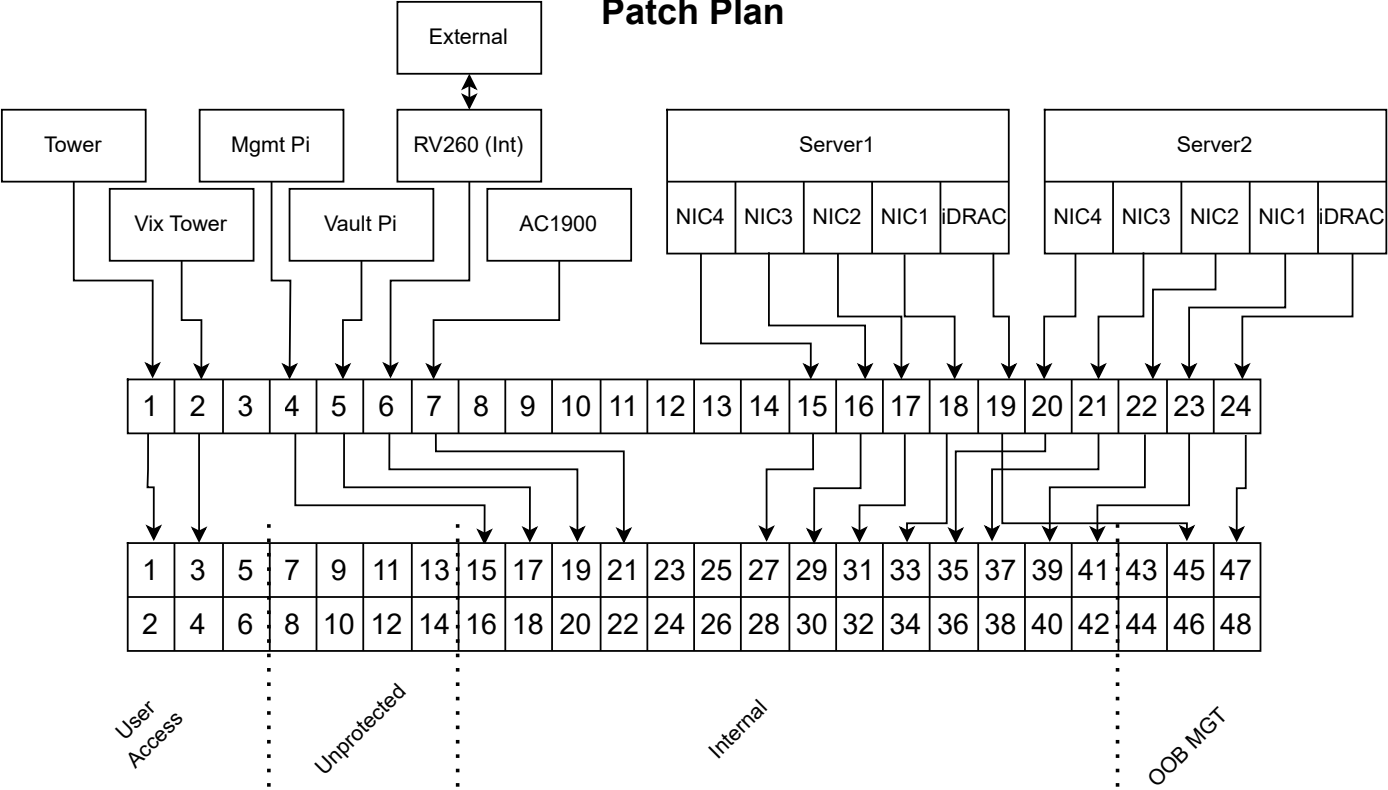 Patch Plan
External
Tower
Mgmt Pi
RV260 (Int)
Server1
Server2
Vix Tower
Vault Pi
AC1900
NIC4 NIC3 NIC2 NIC1 iDRAC
NIC4 NIC3 NIC2 NIC1 iDRAC
1 2 3 4 5 6 7 8 9 10 11 12 13 14 15 16 17 18 19 20 21 22 23 24
1 3 5 7 9 11 13 15 17 19 21 23 25 27 29 31 33 35 37 39 41 43 45 47
2 4 6 8 10 12 14 16 18 20 22 24 26 28 30 32 34 36 38 40 42 44 46 48
User
Access
Unprotected
Internal
OOB MGT